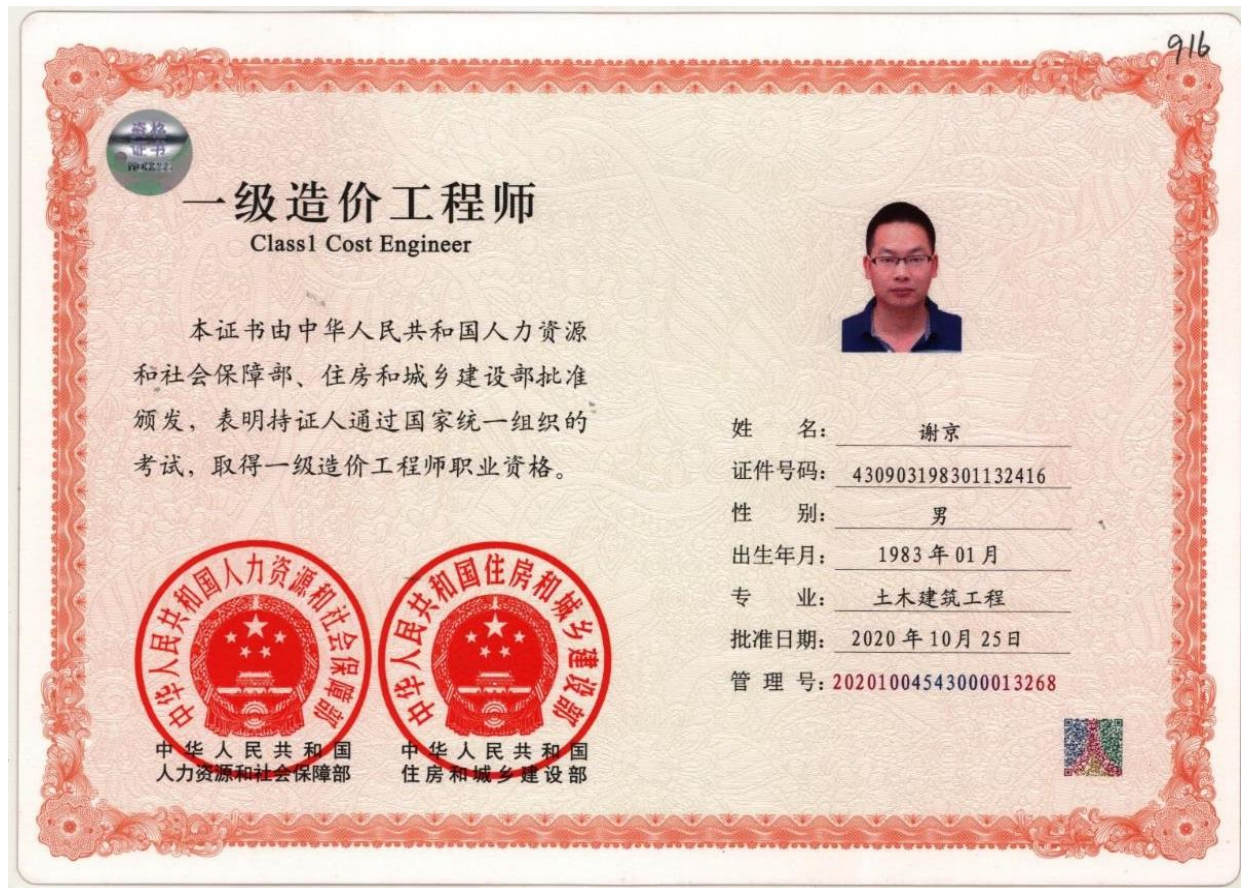 916
资格
证书
一级造价工程师
Class1 Cost Engineer
本证书由中华人民共和国人力资源
和社会保障部、住房和城乡建设部批准
颁发，表明持证人通过国家统一组织的
考试，取得一级造价工程师职业资格。
姓 名：谢京
证件号码：430903198301132416
性 别：男
出生年月：1983年01月
专 业：土木建筑工程
批准日期：2020年10月25日
管 理 号：20201004543000013268
中华人民共和国人力资源和社会保障部
中华人民共和国住房和城乡建设部
中华人民共和国
人力资源和社会保障部
中华人民共和国
住房和城乡建设部